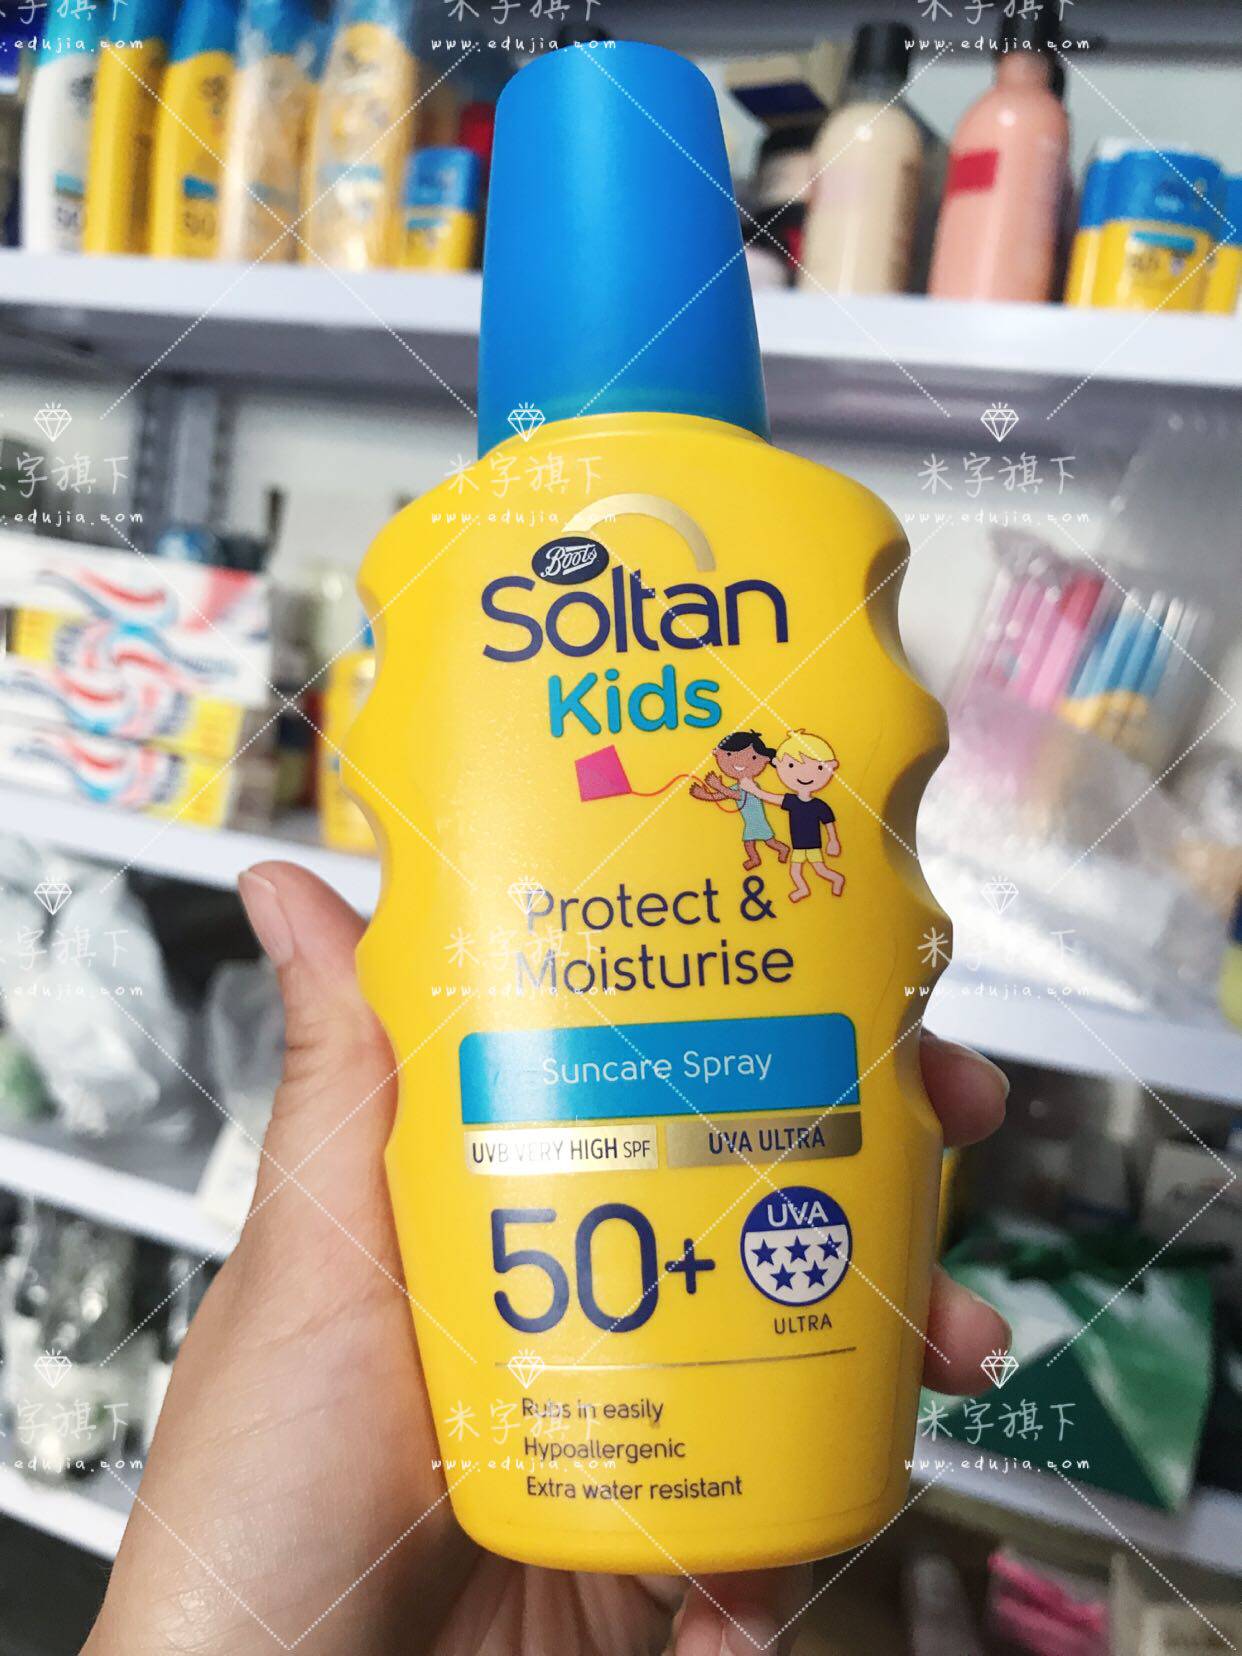 Boots
Soltan
Kids
Protect &
Moisturise
Suncare Spray
UVB VERY HIGH SPF
UVA ULTRA
50+
UVA
ULTRA
Rubs in easily
Hypoallergenic
Extra water resistant
米字旗下
www.edujia.com